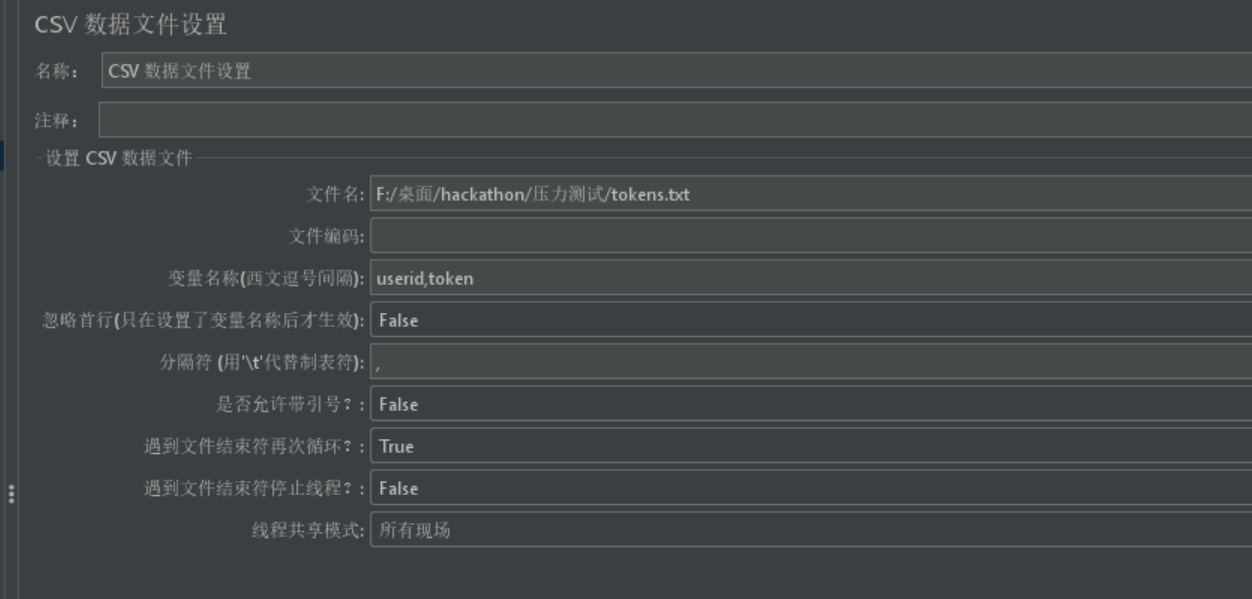 CSV 数据文件设置
名称： CSV 数据文件设置
注释：
设置 CSV 数据文件
文件名: F:/桌面/hackathon/压力测试/tokens.txt
文件编码:
变量名称(西文逗号间隔): userid,token
忽略首行(只在设置了变量名称后才生效): False
分隔符 (用'\t'代替制表符): ,
是否允许带引号？: False
遇到文件结束符再次循环？: True
遇到文件结束符停止线程？: False
线程共享模式: 所有现场